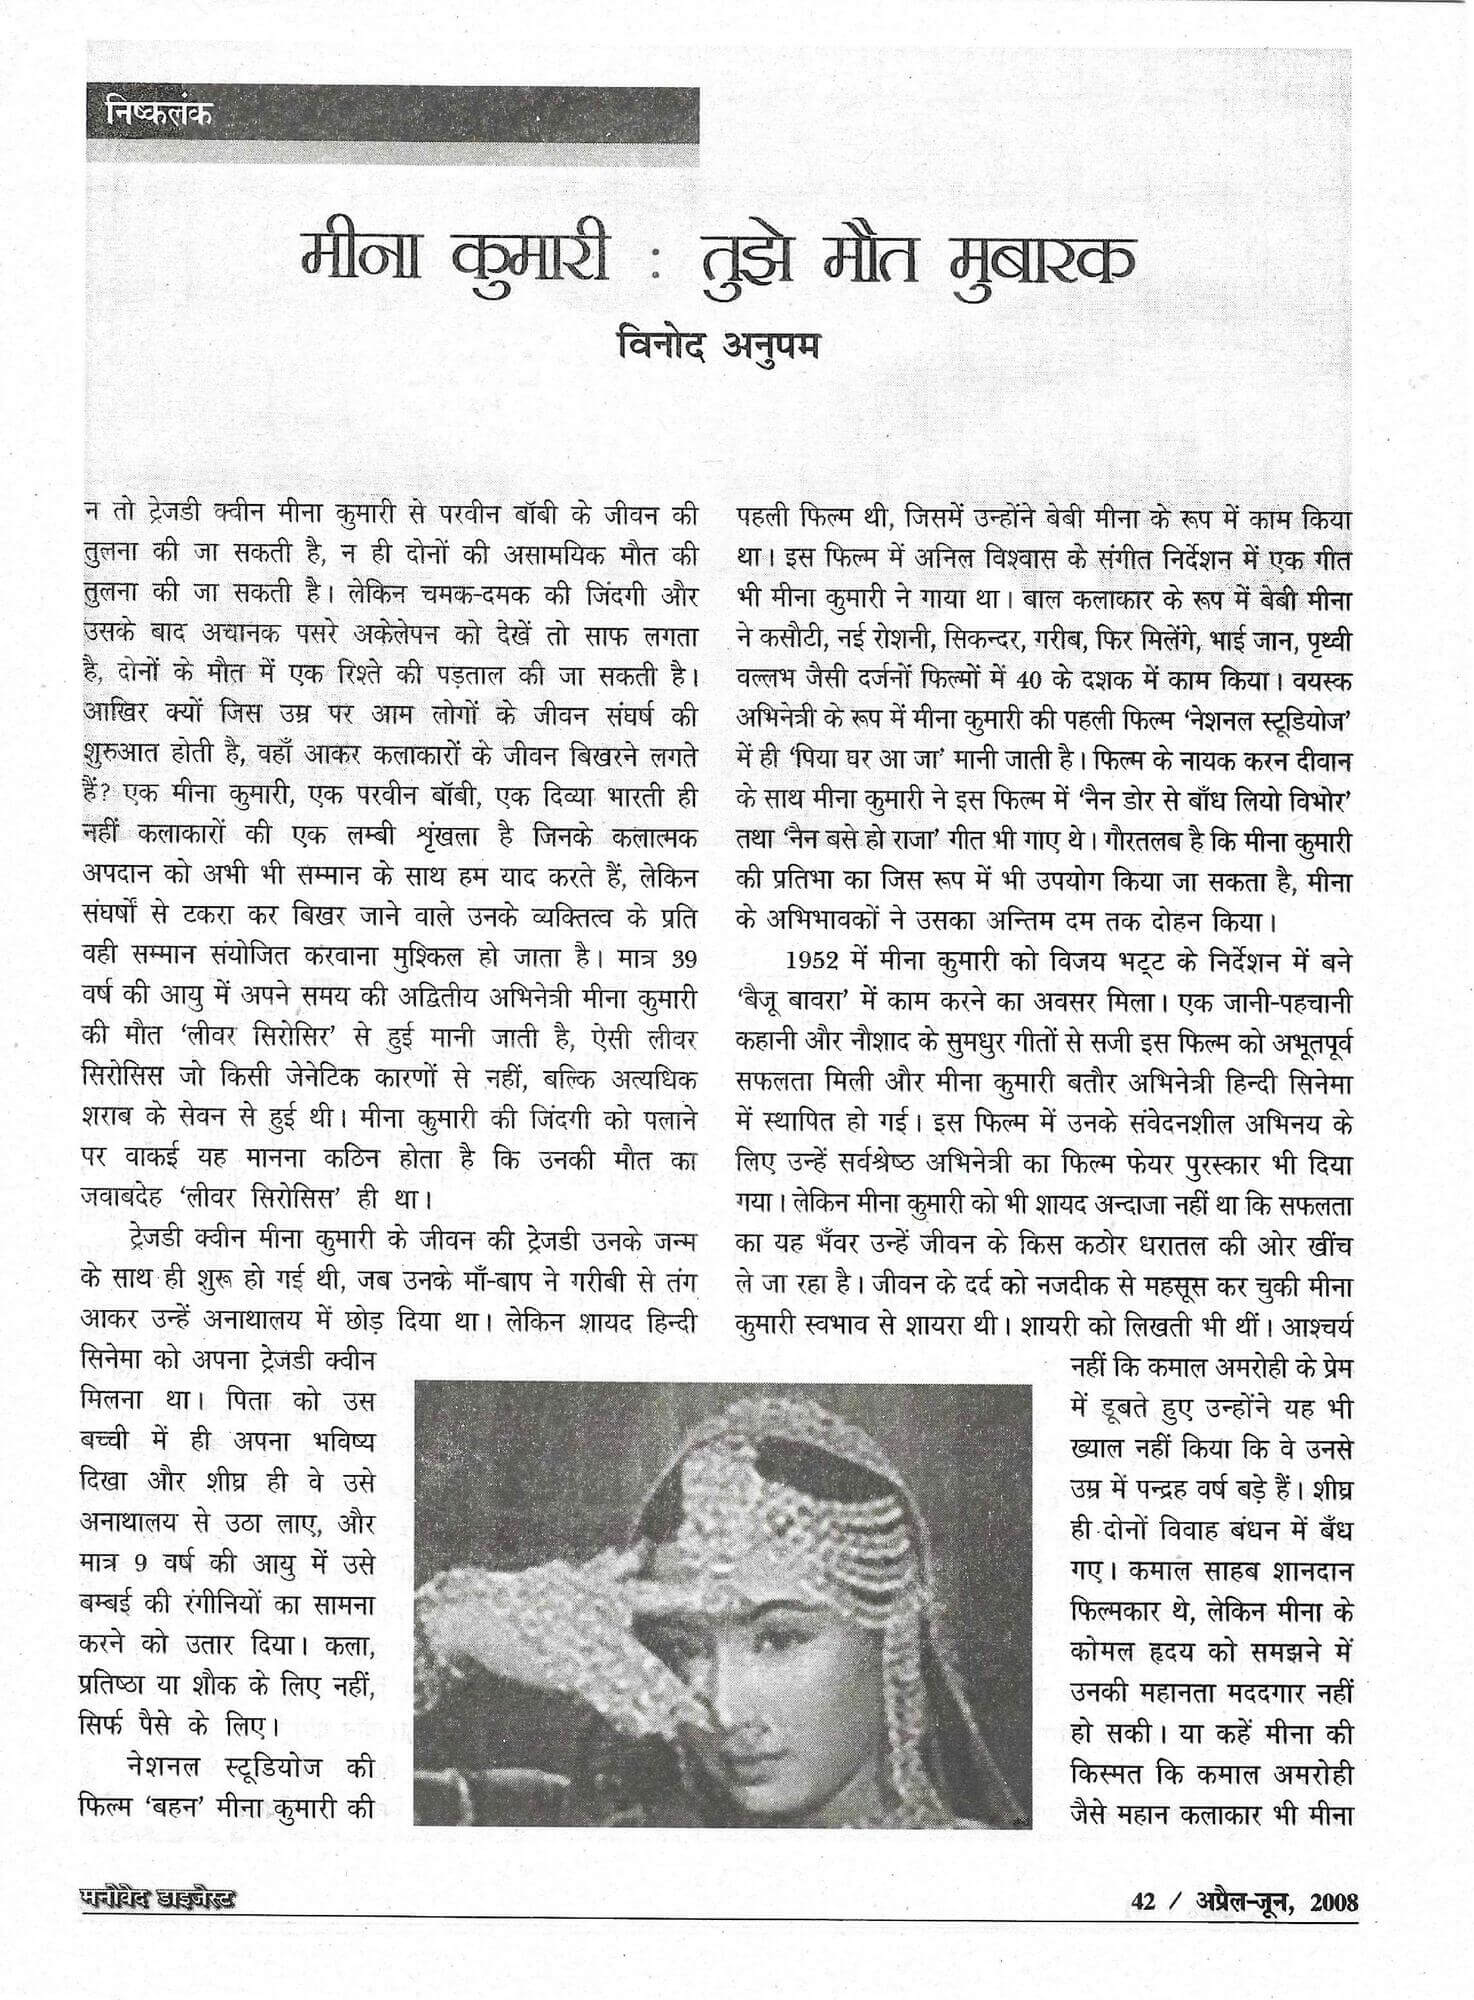 निष्कलंक
मीना कुमारी : तुझे मौत मुबारक
विनोद अनुपम
न तो ट्रेजडी क्वीन मीना कुमारी से परवीन बॉबी के जीवन की
तुलना की जा सकती है, न ही दोनों की असामयिक मौत की
तुलना की जा सकती है। लेकिन चमक-दमक की जिंदगी और
उसके बाद अचानक पसरे अकेलेपन को देखें तो साफ लगता
है, दोनों के मौत में एक रिश्ते की पड़ताल की जा सकती है।
आखिर क्यों जिस उम्र पर आम लोगों के जीवन संघर्ष की
शुरुआत होती है, वहाँ आकर कलाकारों के जीवन बिखरने लगते
हैं? एक मीना कुमारी, एक परवीन बॉबी, एक दिव्या भारती ही
नहीं कलाकारों की एक लम्बी शृंखला है जिनके कलात्मक
अपदान को अभी भी सम्मान के साथ हम याद करते हैं, लेकिन
संघर्षों से टकरा कर बिखर जाने वाले उनके व्यक्तित्व के प्रति
वही सम्मान संयोजित करवाना मुश्किल हो जाता है। मात्र 39
वर्ष की आयु में अपने समय की अद्वितीय अभिनेत्री मीना कुमारी
की मौत ‘लीवर सिरोसिर’ से हुई मानी जाती है, ऐसी लीवर
सिरोसिस जो किसी जेनेटिक कारणों से नहीं, बल्कि अत्यधिक
शराब के सेवन से हुई थी। मीना कुमारी की जिंदगी को पलाने
पर वाकई यह मानना कठिन होता है कि उनकी मौत का
जवाबदेह ‘लीवर सिरोसिस’ ही था।
ट्रेजडी क्वीन मीना कुमारी के जीवन की ट्रेजडी उनके जन्म
के साथ ही शुरू हो गई थी, जब उनके माँ-बाप ने गरीबी से तंग
आकर उन्हें अनाथालय में छोड़ दिया था। लेकिन शायद हिन्दी
सिनेमा को अपना ट्रेजडी क्वीन
मिलना था। पिता को उस
बच्ची में ही अपना भविष्य
दिखा और शीघ्र ही वे उसे
अनाथालय से उठा लाए, और
मात्र 9 वर्ष की आयु में उसे
बम्बई की रंगीनियों का सामना
करने को उतार दिया। कला,
प्रतिष्ठा या शौक के लिए नहीं,
सिर्फ पैसे के लिए।
नेशनल स्टूडियोज की
फिल्म ‘बहन’ मीना कुमारी की
पहली फिल्म थी, जिसमें उन्होंने बेबी मीना के रूप में काम किया
था। इस फिल्म में अनिल विश्वास के संगीत निर्देशन में एक गीत
भी मीना कुमारी ने गाया था। बाल कलाकार के रूप में बेबी मीना
ने कसौटी, नई रोशनी, सिकन्दर, गरीब, फिर मिलेंगे, भाई जान, पृथ्वी
वल्लभ जैसी दर्जनों फिल्मों में 40 के दशक में काम किया। वयस्क
अभिनेत्री के रूप में मीना कुमारी की पहली फिल्म ‘नेशनल स्टूडियोज’
में ही ‘पिया घर आ जा’ मानी जाती है। फिल्म के नायक करन दीवान
के साथ मीना कुमारी ने इस फिल्म में ‘नैन डोर से बाँध लियो विभोर’
तथा ‘नैन बसे हो राजा’ गीत भी गाए थे। गौरतलब है कि मीना कुमारी
की प्रतिभा का जिस रूप में भी उपयोग किया जा सकता है, मीना
के अभिभावकों ने उसका अन्तिम दम तक दोहन किया।
1952 में मीना कुमारी को विजय भट्ट के निर्देशन में बने
‘बैजू बावरा’ में काम करने का अवसर मिला। एक जानी-पहचानी
कहानी और नौशाद के सुमधुर गीतों से सजी इस फिल्म को अभूतपूर्व
सफलता मिली और मीना कुमारी बतौर अभिनेत्री हिन्दी सिनेमा
में स्थापित हो गई। इस फिल्म में उनके संवेदनशील अभिनय के
लिए उन्हें सर्वश्रेष्ठ अभिनेत्री का फिल्म फेयर पुरस्कार भी दिया
गया। लेकिन मीना कुमारी को भी शायद अन्दाजा नहीं था कि सफलता
का यह भँवर उन्हें जीवन के किस कठोर धरातल की ओर खींच
ले जा रहा है। जीवन के दर्द को नजदीक से महसूस कर चुकी मीना
कुमारी स्वभाव से शायरा थी। शायरी को लिखती भी थीं। आश्चर्य
नहीं कि कमाल अमरोही के प्रेम
में डूबते हुए उन्होंने यह भी
ख्याल नहीं किया कि वे उनसे
उम्र में पन्द्रह वर्ष बड़े हैं। शीघ्र
ही दोनों विवाह बंधन में बँध
गए। कमाल साहब शानदान
फिल्मकार थे, लेकिन मीना के
कोमल हृदय को समझने में
उनकी महानता मददगार नहीं
हो सकी। या कहें मीना की
किस्मत कि कमाल अमरोही
जैसे महान कलाकार भी मीना
मनोवेद डाइजेस्ट
42 / अप्रैल-जून, 2008